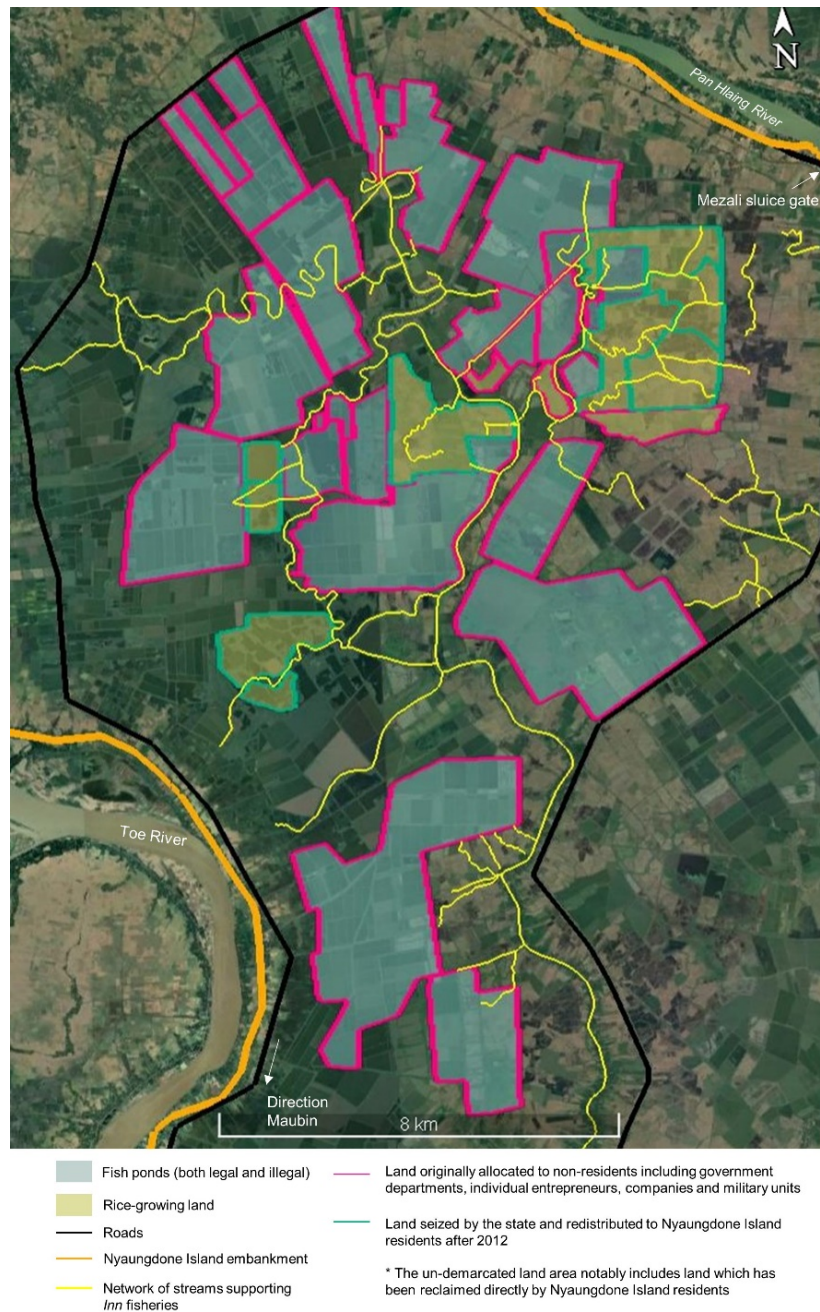 N
Pan Hlaing River
Mezali sluice gate
Toe River
Direction
Maubin
8 km
Fish ponds (both legal and illegal)
Rice-growing land
Roads
Nyaungdone Island embankment
Network of streams supporting
Inn fisheries
Land originally allocated to non-residents including government
departments, individual entrepreneurs, companies and military units
Land seized by the state and redistributed to Nyaungdone Island
residents after 2012
* The un-demarcated land area notably includes land which has
been reclaimed directly by Nyaungdone Island residents